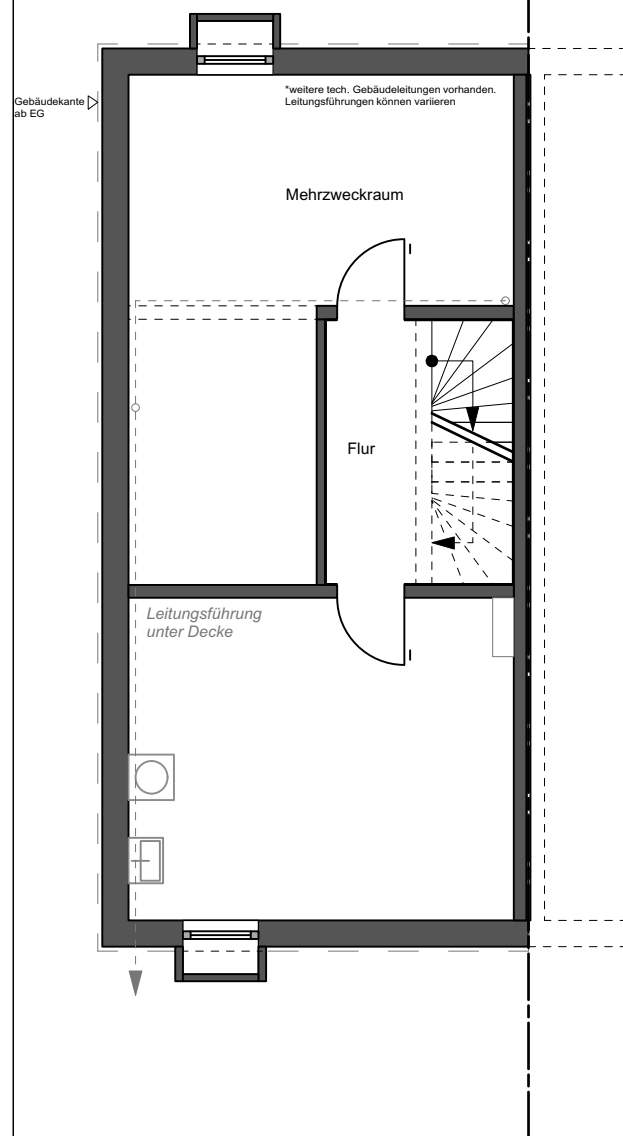 *weitere tech. Gebäudeleitungen vorhanden.
Leitungsführungen können variieren
Gebäudekante
ab EG
Mehrzweckraum
Flur
Leitungsführung
unter Decke